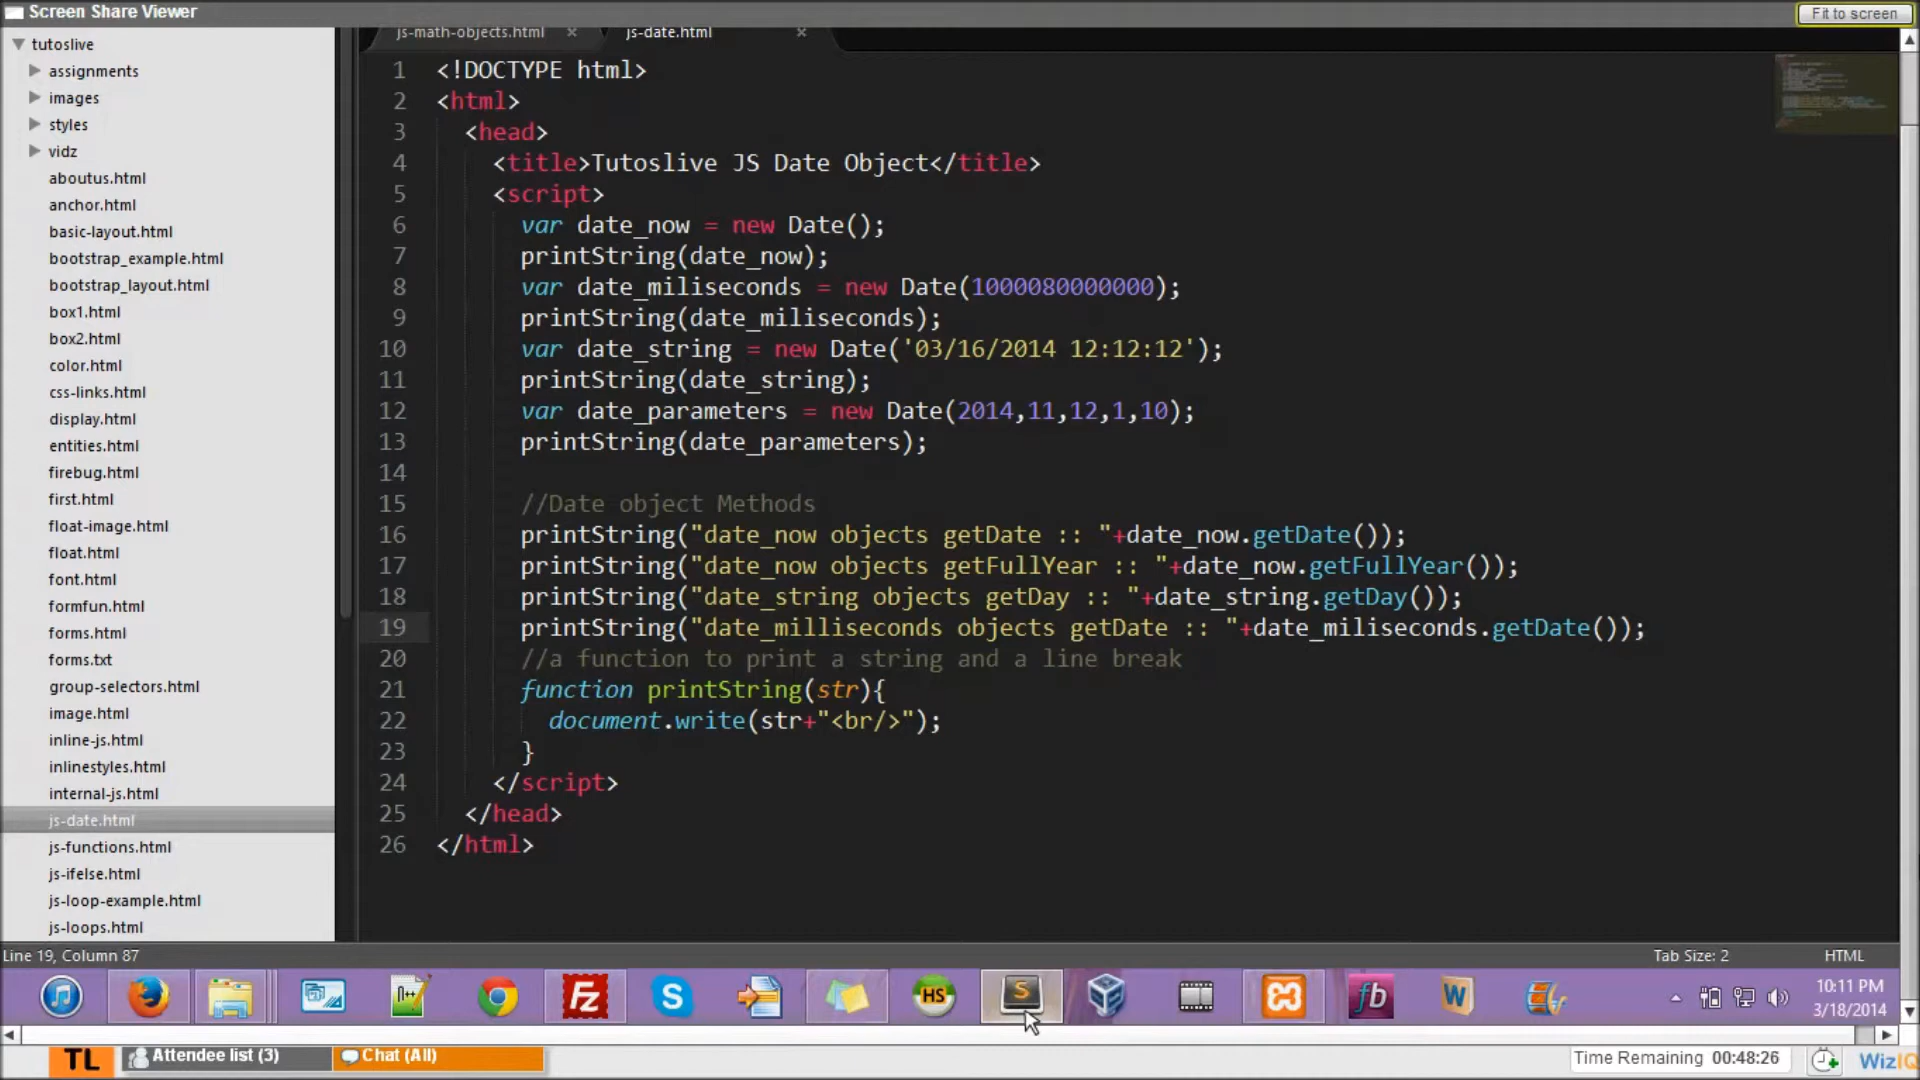 Screen Share Viewer
Fit to screen
tutoslive
assignments
images
styles
vidz
aboutus.html
anchor.html
basic-layout.html
bootstrap_example.html
bootstrap_layout.html
box1.html
box2.html
color.html
css-links.html
display.html
entities.html
firebug.html
first.html
float-image.html
float.html
font.html
formfun.html
forms.html
forms.txt
group-selectors.html
image.html
inline-js.html
inlinestyles.html
internal-js.html
js-date.html
js-functions.html
js-ifelse.html
js-loop-example.html
js-loops.html
js-math-objects.html ×
js-date.html ×
1 <!DOCTYPE html>
2 <html>
3 <head>
4 <title>Tutoslive JS Date Object</title>
5 <script>
6 var date_now = new Date();
7 printString(date_now);
8 var date_miliseconds = new Date(1000080000000);
9 printString(date_miliseconds);
10 var date_string = new Date('03/16/2014 12:12:12');
11 printString(date_string);
12 var date_parameters = new Date(2014,11,12,1,10);
13 printString(date_parameters);
14
15 //Date object Methods
16 printString("date_now objects getDate :: "+date_now.getDate());
17 printString("date_now objects getFullYear :: "+date_now.getFullYear());
18 printString("date_string objects getDay :: "+date_string.getDay());
19 printString("date_milliseconds objects getDate :: "+date_miliseconds.getDate());
20 //a function to print a string and a line break
21 function printString(str){
22 document.write(str+"<br/>");
23 }
24 </script>
25 </head>
26 </html>
Line 19, Column 87
Tab Size: 2
HTML
n++
Fz
S
HS
S
fb
W
10:11 PM
3/18/2014
TL
Attendee list (3)
Chat (All)
Time Remaining 00:48:26
WizIQ